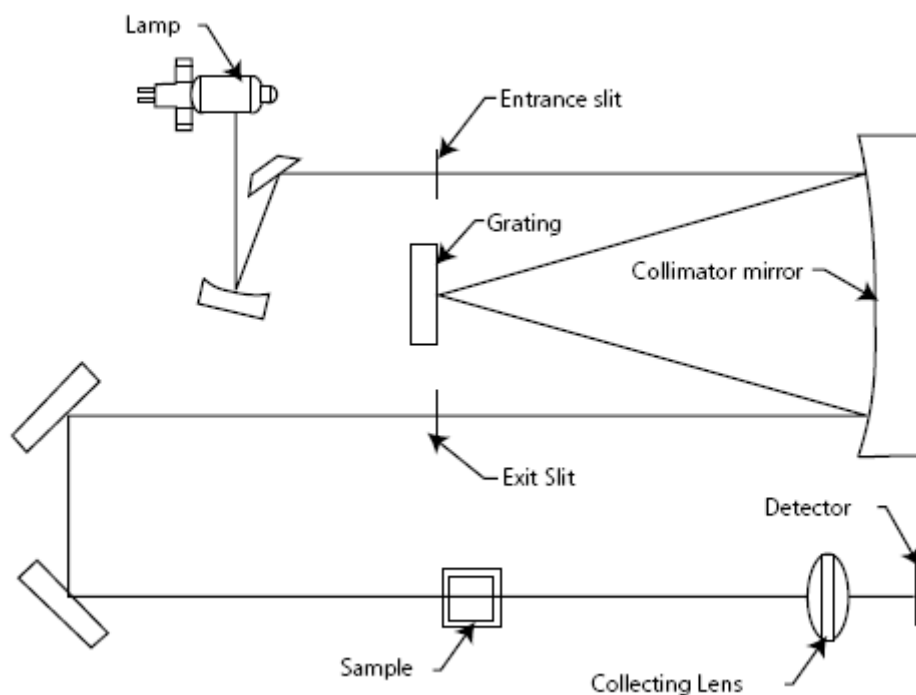 Lamp
Entrance slit
Grating
Collimator mirror
Exit Slit
Detector
Sample
Collecting Lens